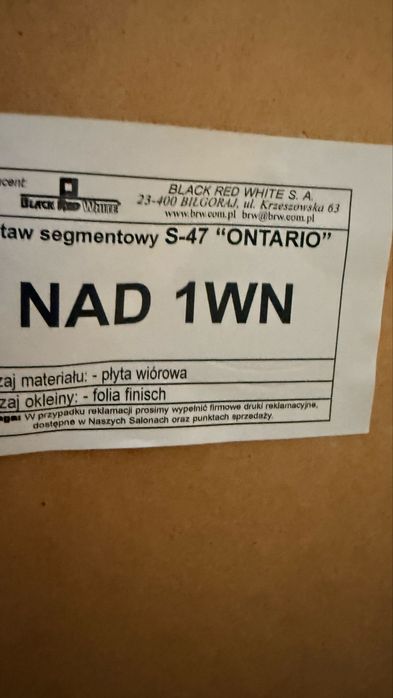 BLACK RED WHITE
BLACK RED WHITE S. A.
23-400 BIŁGORAJ, ul. Krzeszowska 63
www.brw.com.pl brw@brw.com.pl
taw segmentowy S-47 “ONTARIO”
NAD 1WN
aj materiału: - płyta wiórowa
zaj okleiny: - folia finisch
W przypadku reklamacji prosimy wypełnić firmowe druki reklamacyjne,
dostępne w Naszych Salonach oraz punktach sprzedaży.